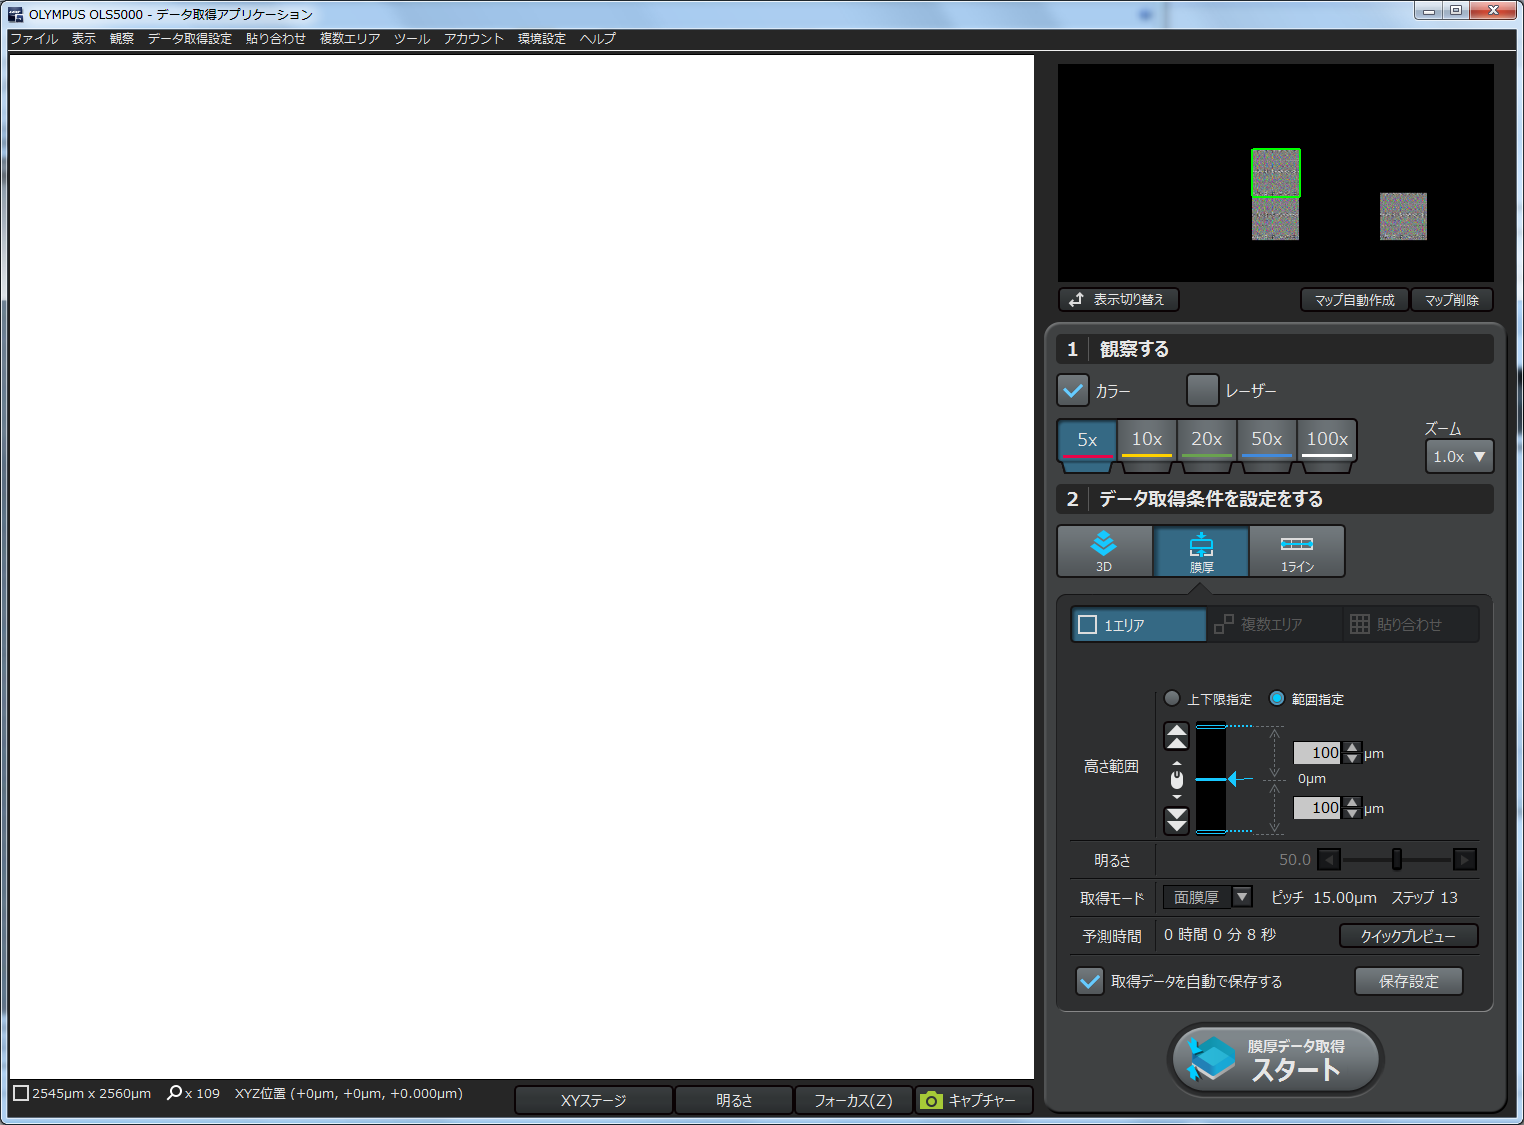 OLYMPUS OLS5000 - データ取得アプリケーション
ファイル 表示 観察 データ取得設定 貼り合わせ 複数エリア ツール アカウント 環境設定 ヘルプ
表示切り替え マップ自動作成 マップ削除
1 観察する
カラー レーザー
ズーム
5x 10x 20x 50x 100x 1.0x
2 データ取得条件を設定をする
3D 膜厚 1ライン
1エリア 複数エリア 貼り合わせ
上下限指定 範囲指定
100 μm
高さ範囲 0μm
100 μm
明るさ 50.0
取得モード 面膜厚 ピッチ 15.00μm ステップ 13
予測時間 0 時間 0 分 8 秒 クイックプレビュー
取得データを自動で保存する 保存設定
膜厚データ取得
スタート
2545μm x 2560μm x 109 XYZ位置 (+0μm, +0μm, +0.000μm) XYステージ 明るさ フォーカス(Z) キャプチャー